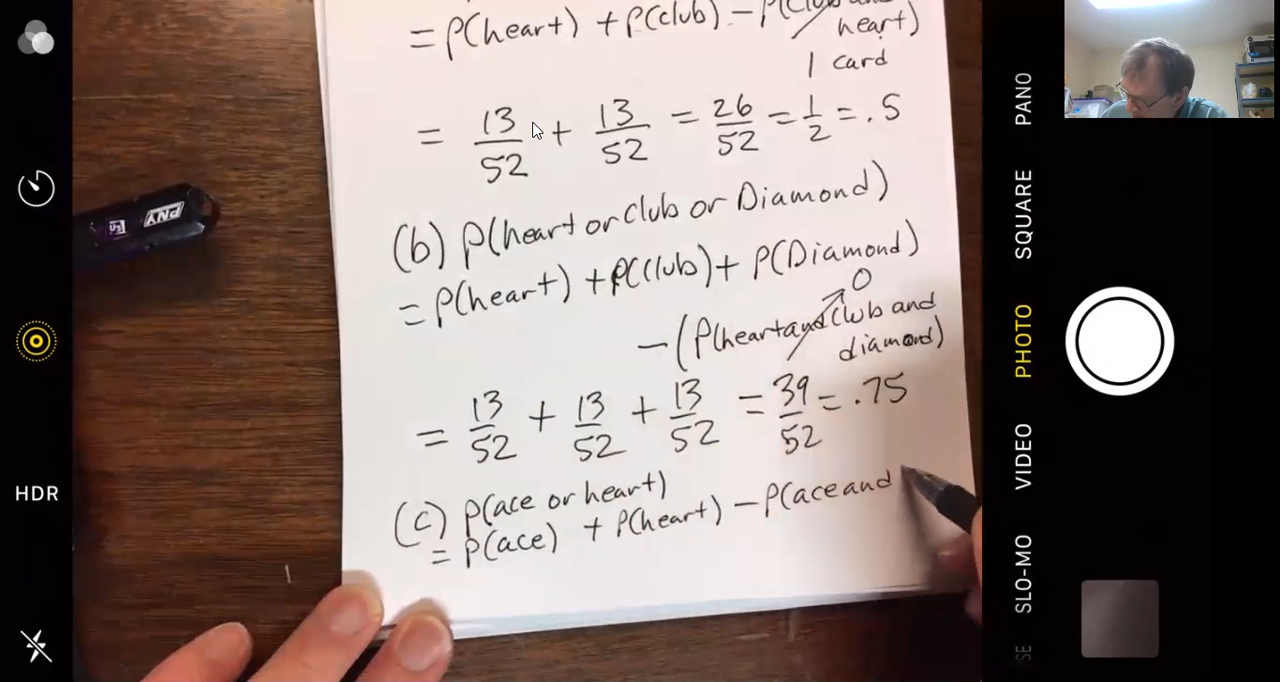 = P(heart) + P(club) - P(Club and
heart)
1 card
= 13/52 + 13/52 = 26/52 = 1/2 = .5
(b) P(heart or Club or Diamond)
= P(heart) + P(Club) + P(Diamond)
0
- (P(heart and Club and
diamond)
= 13/52 + 13/52 + 13/52 = 39/52 = .75
(c) P(ace or heart)
= P(ace) + P(heart) - P(ace and
PNY
HDR
PANO
SQUARE
PHOTO
VIDEO
SLO-MO
SE